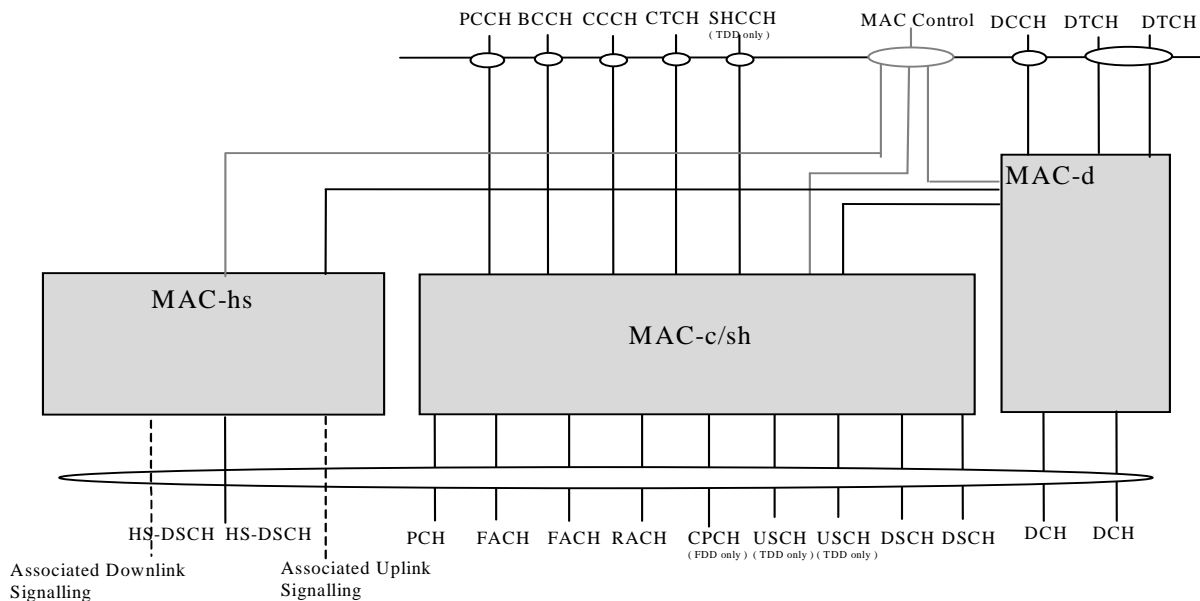 PCCH BCCH CCCH CTCH SHCCH MAC Control DCCH DTCH DTCH
( TDD only )
MAC-d
MAC-hs
MAC-c/sh
HS-DSCH HS-DSCH PCH FACH FACH RACH CPCH USCH USCH DSCH DSCH DCH DCH
( FDD only ) ( TDD only ) ( TDD only )
Associated Downlink
Signalling
Associated Uplink
Signalling